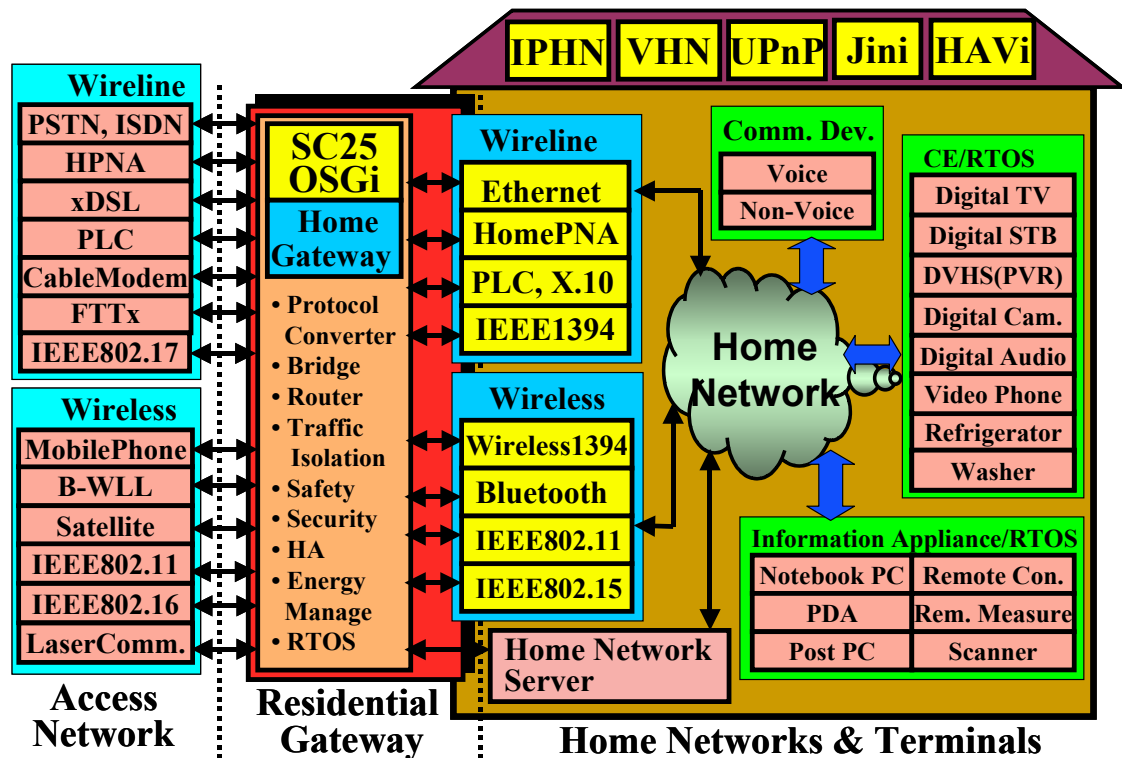 IPHN
VHN
UPnP
Jini
HAVi
Wireline
PSTN, ISDN
HPNA
xDSL
PLC
CableModem
FTTx
IEEE802.17
Wireless
MobilePhone
B-WLL
Satellite
IEEE802.11
IEEE802.16
LaserComm.
Access
Network
SC25
OSGi
Home
Gateway
• Protocol
Converter
• Bridge
• Router
• Traffic
Isolation
• Safety
• Security
• HA
• Energy
Manage
• RTOS
Residential
Gateway
Wireline
Ethernet
HomePNA
PLC, X.10
IEEE1394
Wireless
Wireless1394
Bluetooth
IEEE802.11
IEEE802.15
Home Network
Server
Comm. Dev.
Voice
Non-Voice
Home
Network
CE/RTOS
Digital TV
Digital STB
DVHS(PVR)
Digital Cam.
Digital Audio
Video Phone
Refrigerator
Washer
Information Appliance/RTOS
Notebook PC
Remote Con.
PDA
Rem. Measure
Post PC
Scanner
Home Networks & Terminals